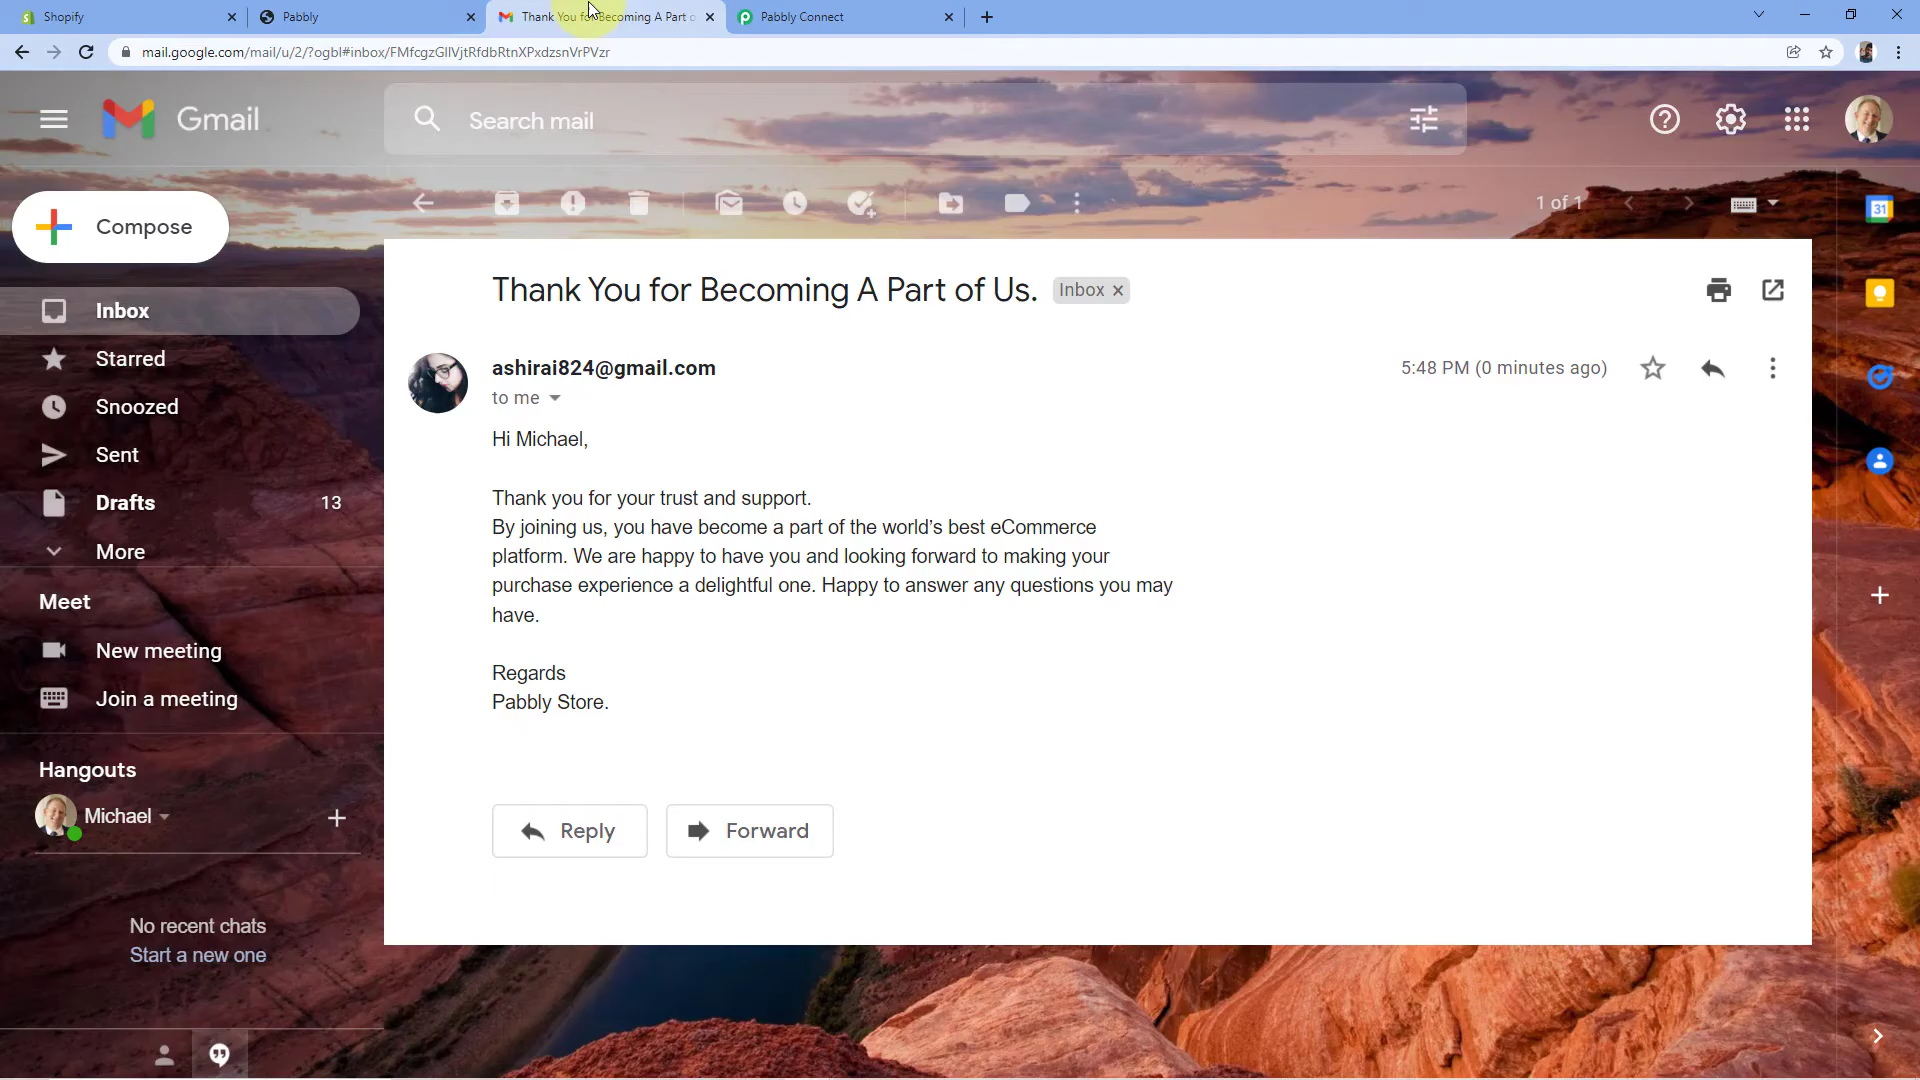 Shopify
Pabbly
Thank You for Becoming A Part o
Pabbly Connect
mail.google.com/mail/u/2/?ogbl#inbox/FMfcgzGllVjtRfdbRtnXPxdzsnVrPVzr
Gmail
Search mail
1 of 1
31
Compose
Inbox
Starred
Snoozed
Sent
Drafts 13
More
Meet
New meeting
Join a meeting
Hangouts
Michael
No recent chats
Start a new one
Thank You for Becoming A Part of Us. Inbox
ashirai824@gmail.com
5:48 PM (0 minutes ago)
to me
Hi Michael,
Thank you for your trust and support.
By joining us, you have become a part of the world’s best eCommerce
platform. We are happy to have you and looking forward to making your
purchase experience a delightful one. Happy to answer any questions you may
have.
Regards
Pabbly Store.
Reply
Forward